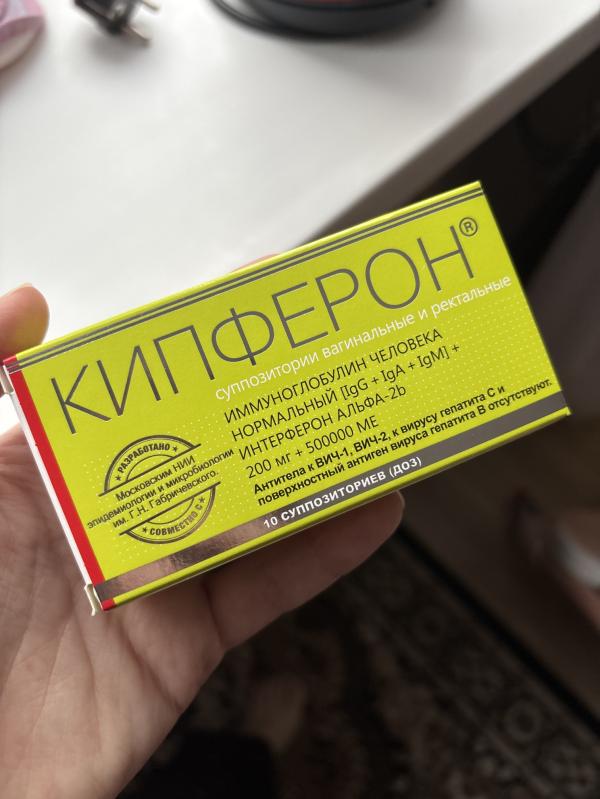 КИПФЕРОН®
суппозитории вагинальные и ректальные
ИММУНОГЛОБУЛИН ЧЕЛОВЕКА
НОРМАЛЬНЫЙ [IgG + IgA + IgM] +
ИНТЕРФЕРОН АЛЬФА-2b
200 мг + 500000 МЕ
Антитела к ВИЧ-1, ВИЧ-2, к вирусу гепатита С и
поверхностный антиген вируса гепатита В отсутствуют.
РАЗРАБОТАНО
Московским НИИ
эпидемиологии и микробиологии
им. Г.Н. Габричевского.
СОВМЕСТНО С
10 СУППОЗИТОРИЕВ (ДОЗ)